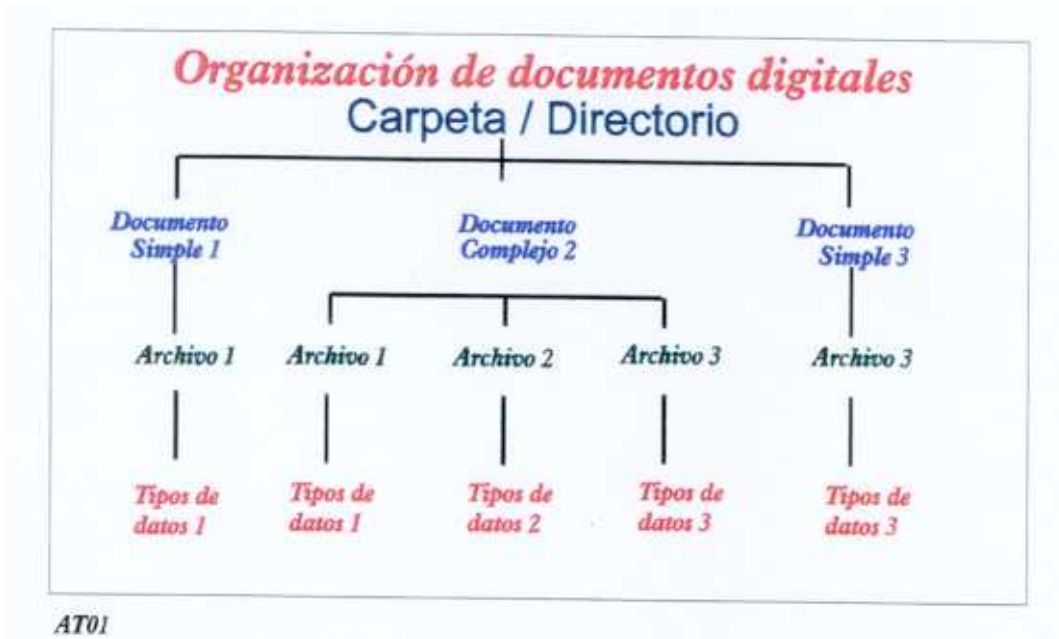 Organización de documentos digitales
Carpeta / Directorio
Documento
Simple 1
Documento
Complejo 2
Documento
Simple 3
Archivo 1
Archivo 1
Archivo 2
Archivo 3
Archivo 3
Tipos de
datos 1
Tipos de
datos 1
Tipos de
datos 2
Tipos de
datos 3
Tipos de
datos 3
AT01